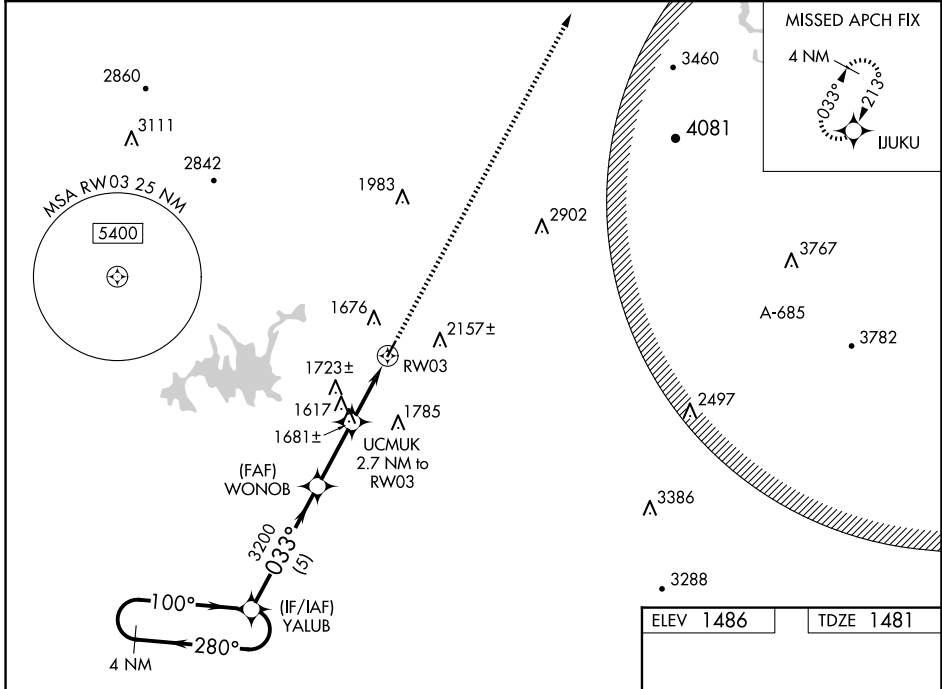 MISSED APCH FIX
4 NM
033°
213°
IJUKU
2860
3111
2842
MSA RW03 25 NM
5400
1983
2902
3460
4081
3767
A-685
3782
1676
2157±
RW03
1723±
1617
1681±
1785
UCMUK
2.7 NM to
RW03
2497
(FAF)
WONOB
3386
3200
033°
(5)
3288
100°
(IF/IAF)
YALUB
280°
4 NM
ELEV 1486
TDZE 1481